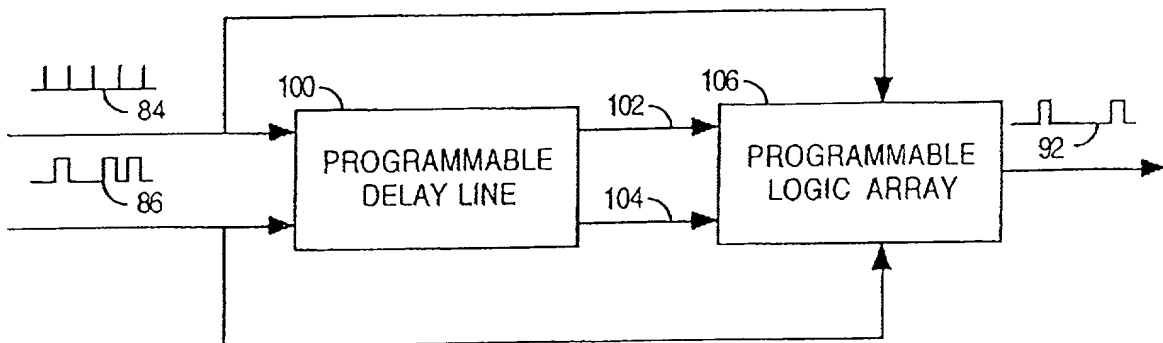 84
86
100
PROGRAMMABLE
DELAY LINE
102
104
106
PROGRAMMABLE
LOGIC ARRAY
92